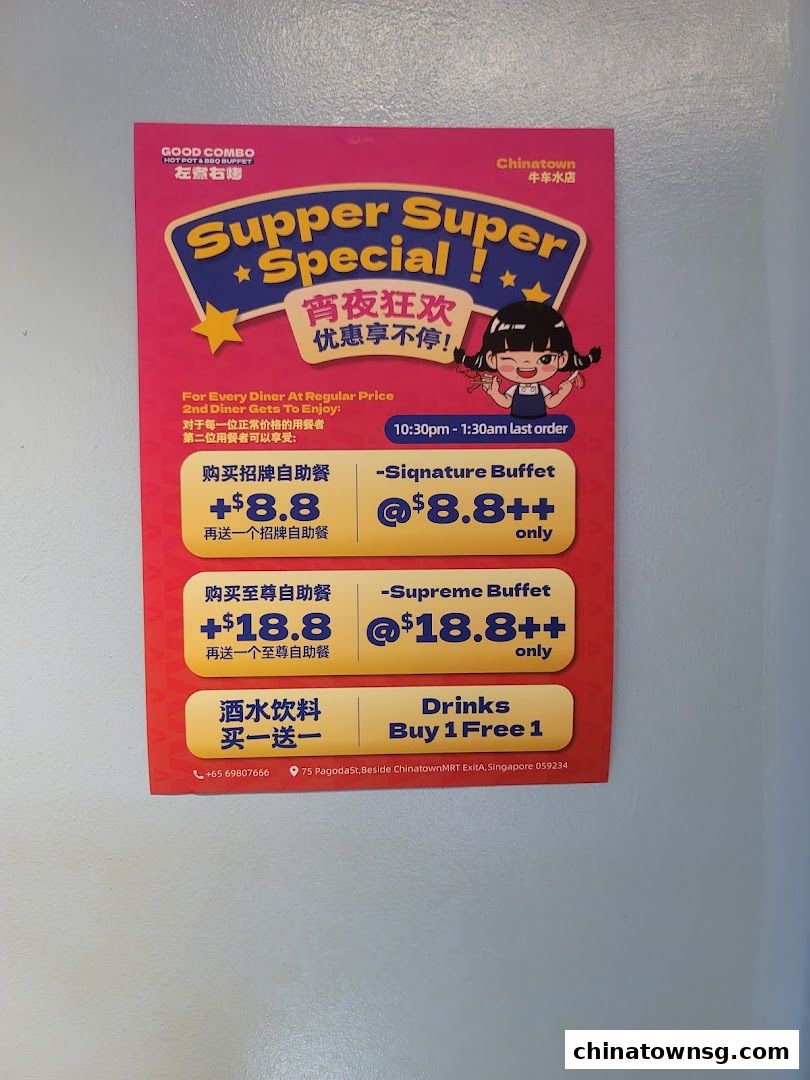 GOOD COMBO
HOT POT & BBQ BUFFET
左煮右烤
Chinatown
牛车水店
Supper Super
Special !
宵夜狂欢
优惠享不停!
For Every Diner At Regular Price
2nd Diner Gets To Enjoy:
对于每一位正常价格的用餐者
第二位用餐者可以享受:
10:30pm - 1:30am last order
购买招牌自助餐
+$8.8
再送一个招牌自助餐
-Siqnature Buffet
@$8.8++
only
购买至尊自助餐
+$18.8
再送一个至尊自助餐
-Supreme Buffet
@$18.8++
only
酒水饮料
买一送一
Drinks
Buy 1 Free 1
+65 69807666
75 PagodaSt,Beside ChinatownMRT ExitA,Singapore 059234
chinatownsg.com